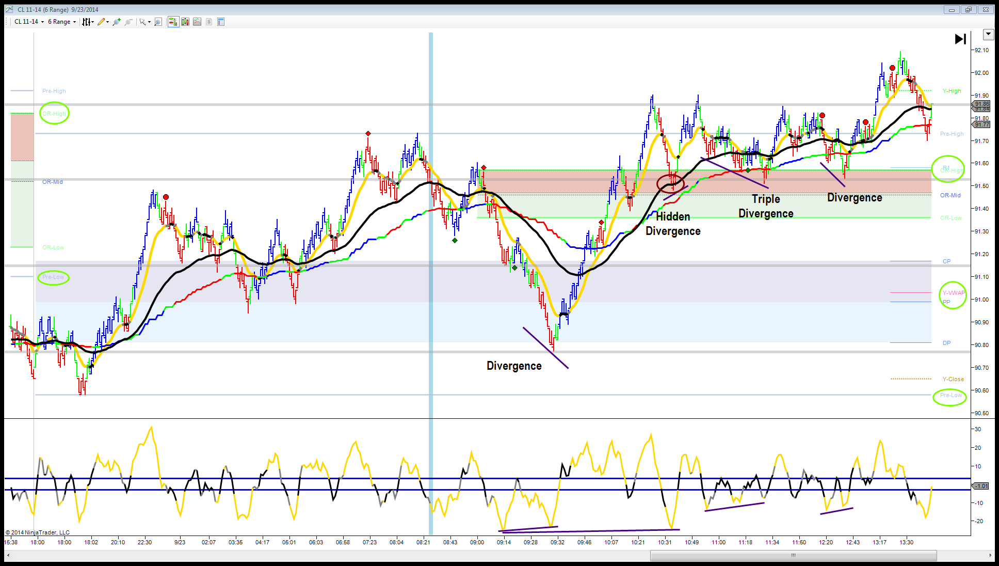 CL 11-14 (6 Range)  9/23/2014
CL 11-14  6 Range
Pre-High
OR-High
OR-Mid
OR-Low
Pre-Low
92.10
92.00
91.90
91.86
91.84
91.80
91.77
91.70
91.60
91.50
91.40
91.30
91.20
91.10
91.00
90.90
90.80
90.70
90.60
90.50
Y-High
Pre-High
R1
OR-High
OR-Mid
OR-Low
CP
Y-VWAP
PP
DP
Y-Close
Pre-Low
Hidden
Divergence
Triple
Divergence
Divergence
Divergence
30
20
10
-1.01
-10
-20
© 2014 NinjaTrader, LLC
15:38 18:00 18:00 18:02 20:10 22:30 9/23 02:07 03:35 04:17 05:01 06:03 06:58 07:23 08:04 08:21 08:43 09:00 09:14 09:28 09:32 09:46 10:07 10:21 10:31 10:49 11:00 11:18 11:34 11:50 12:20 12:43 13:17 13:30